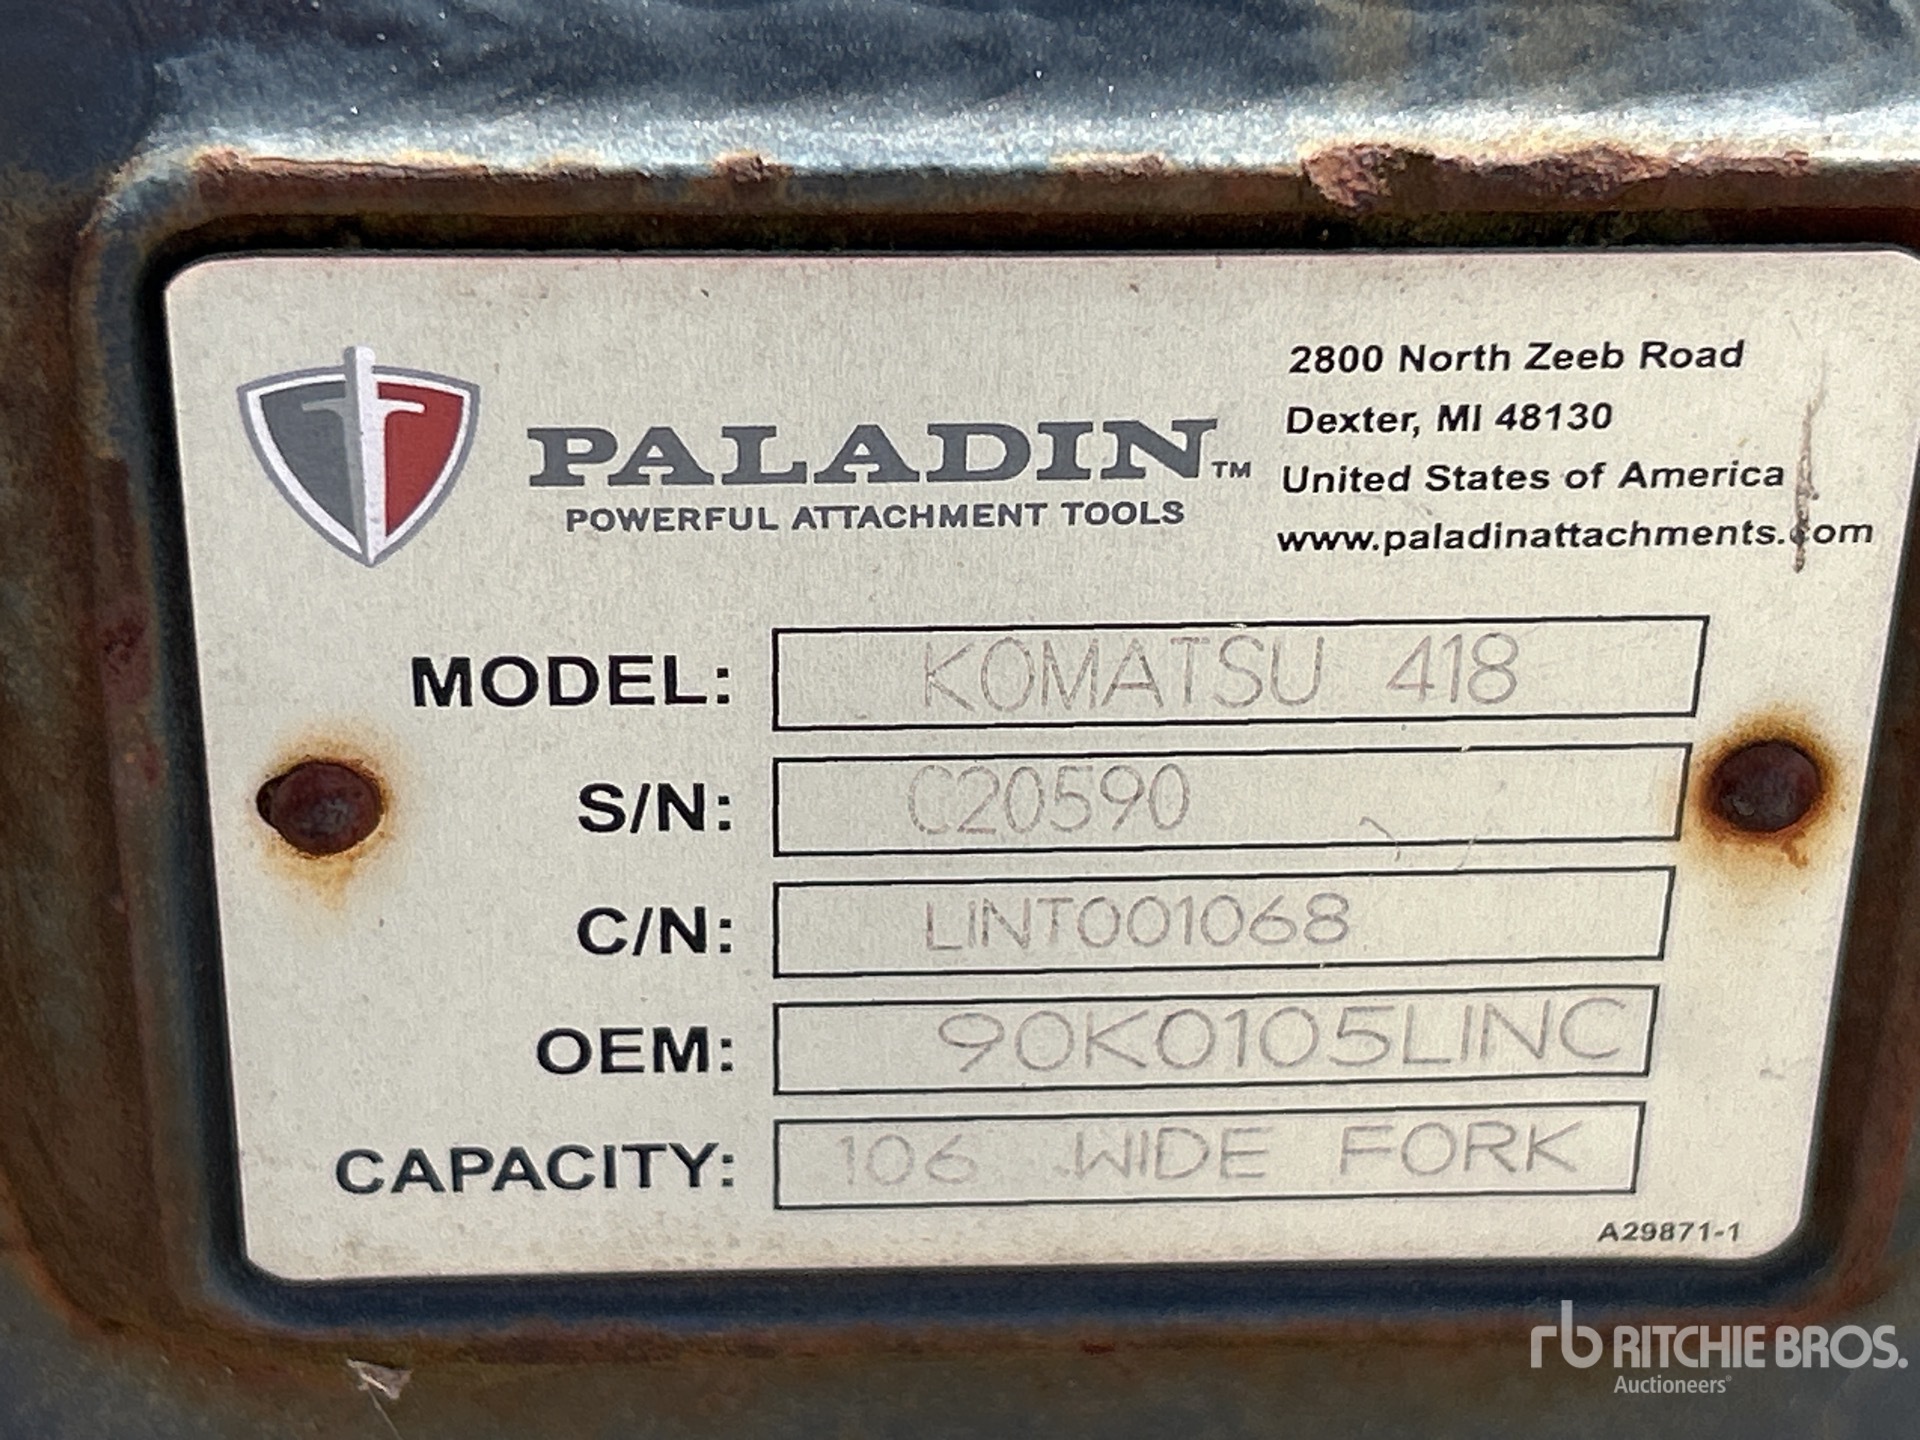 PALADIN™
POWERFUL ATTACHMENT TOOLS
2800 North Zeeb Road
Dexter, MI 48130
United States of America
www.paladinattachments.com
MODEL: KOMATSU 418
S/N: C20590
C/N: LINT001068
OEM: 90K0105LINC
CAPACITY: 106 WIDE FORK
A29871-1
rb RITCHIE BROS.
Auctioneers®